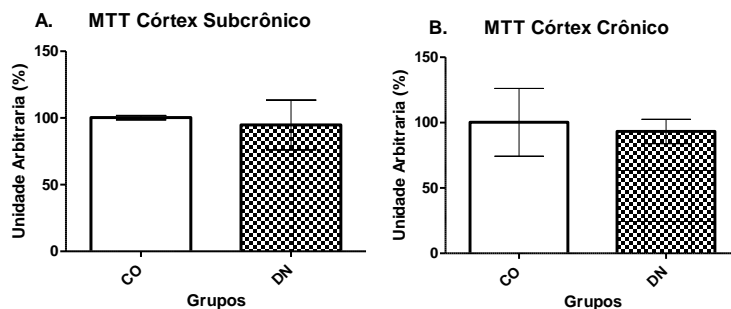 A. MTT Córtex Subcrônico
Unidade Arbitraria (%)
150
100
50
0
CO
DN
Grupos
B. MTT Córtex Crônico
Unidade Arbitraria (%)
150
100
50
0
CO
DN
Grupos